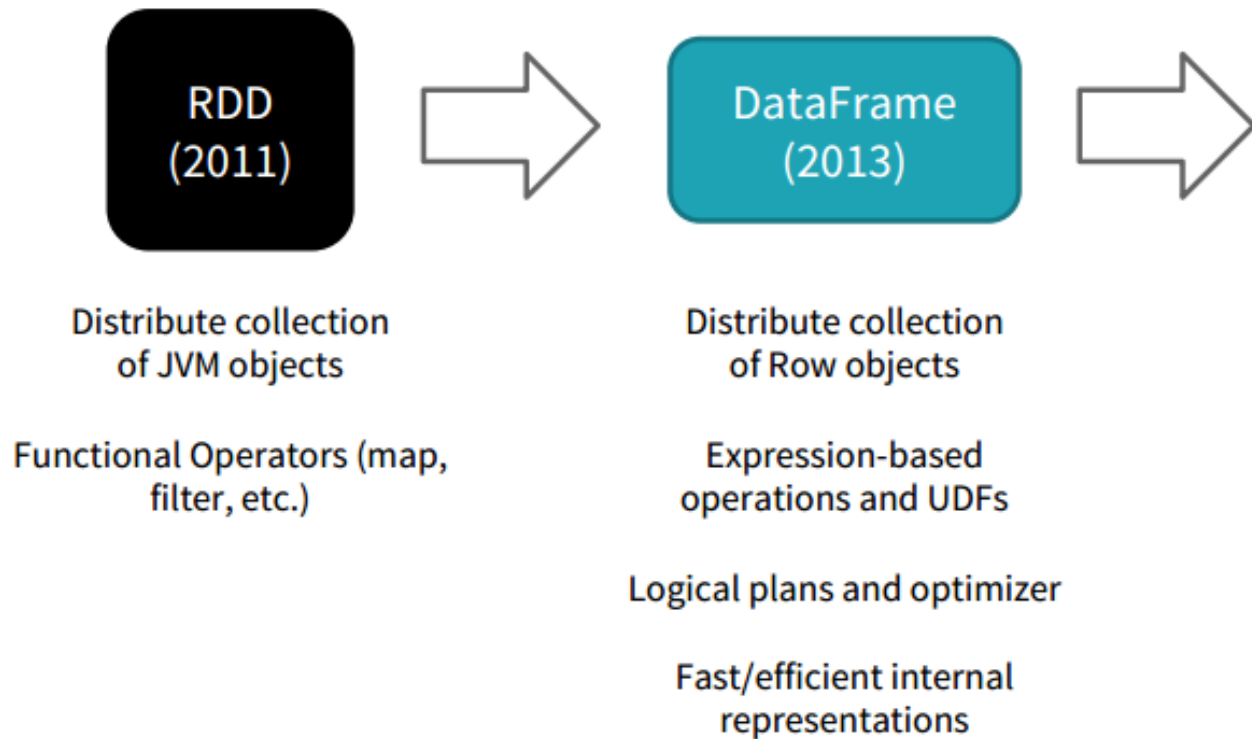 RDD
(2011)
Distribute collection
of JVM objects
Functional Operators (map,
filter, etc.)
DataFrame
(2013)
Distribute collection
of Row objects
Expression-based
operations and UDFs
Logical plans and optimizer
Fast/efficient internal
representations